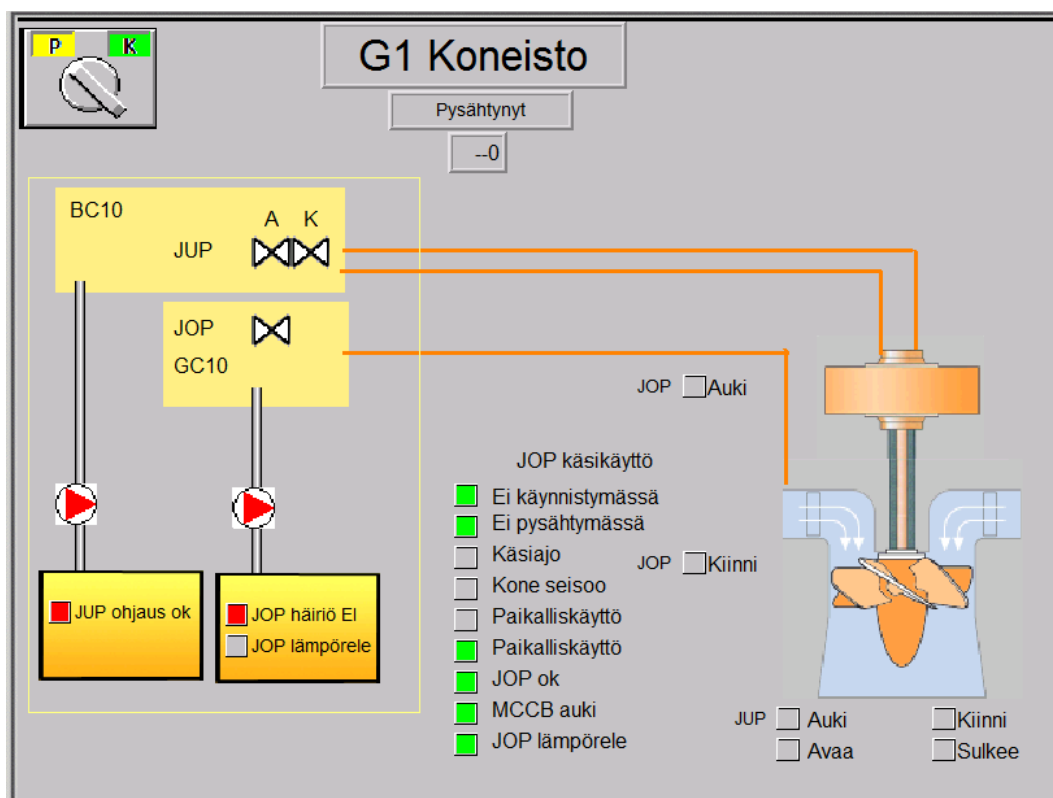 P K
G1 Koneisto
Pysähtynyt
--0
BC10
A K
JUP
JOP
GC10
JOP Auki
JOP käsikäyttö
Ei käynnistymässä
Ei pysähtymässä
Käsiajo
JOP Kiinni
Kone seisoo
Paikalliskäyttö
Paikalliskäyttö
JOP ok
MCCB auki
JOP lämpörele
JUP ohjaus ok
JOP häiriö EI
JOP lämpörele
JUP Auki Kiinni
Avaa Sulkee